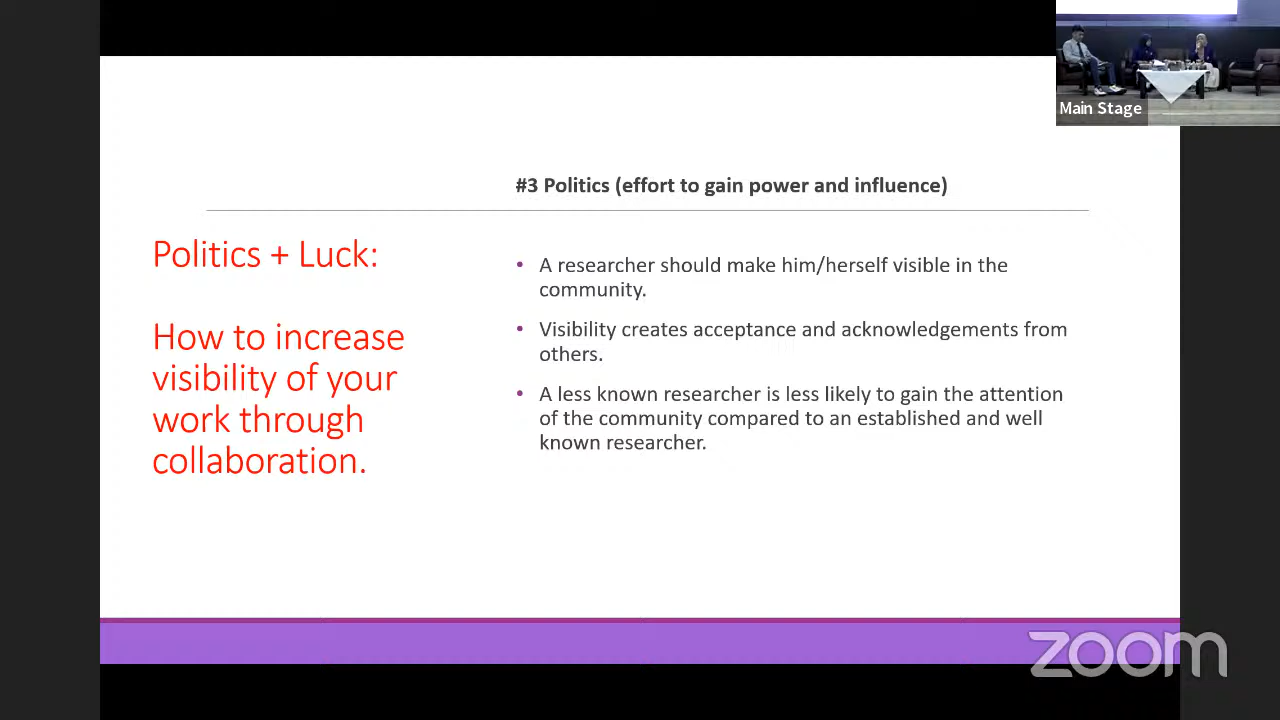 Main Stage
#3 Politics (effort to gain power and influence)
Politics + Luck:
How to increase
visibility of your
work through
collaboration.
• A researcher should make him/herself visible in the
community.
• Visibility creates acceptance and acknowledgements from
others.
• A less known researcher is less likely to gain the attention
of the community compared to an established and well
known researcher.
zoom